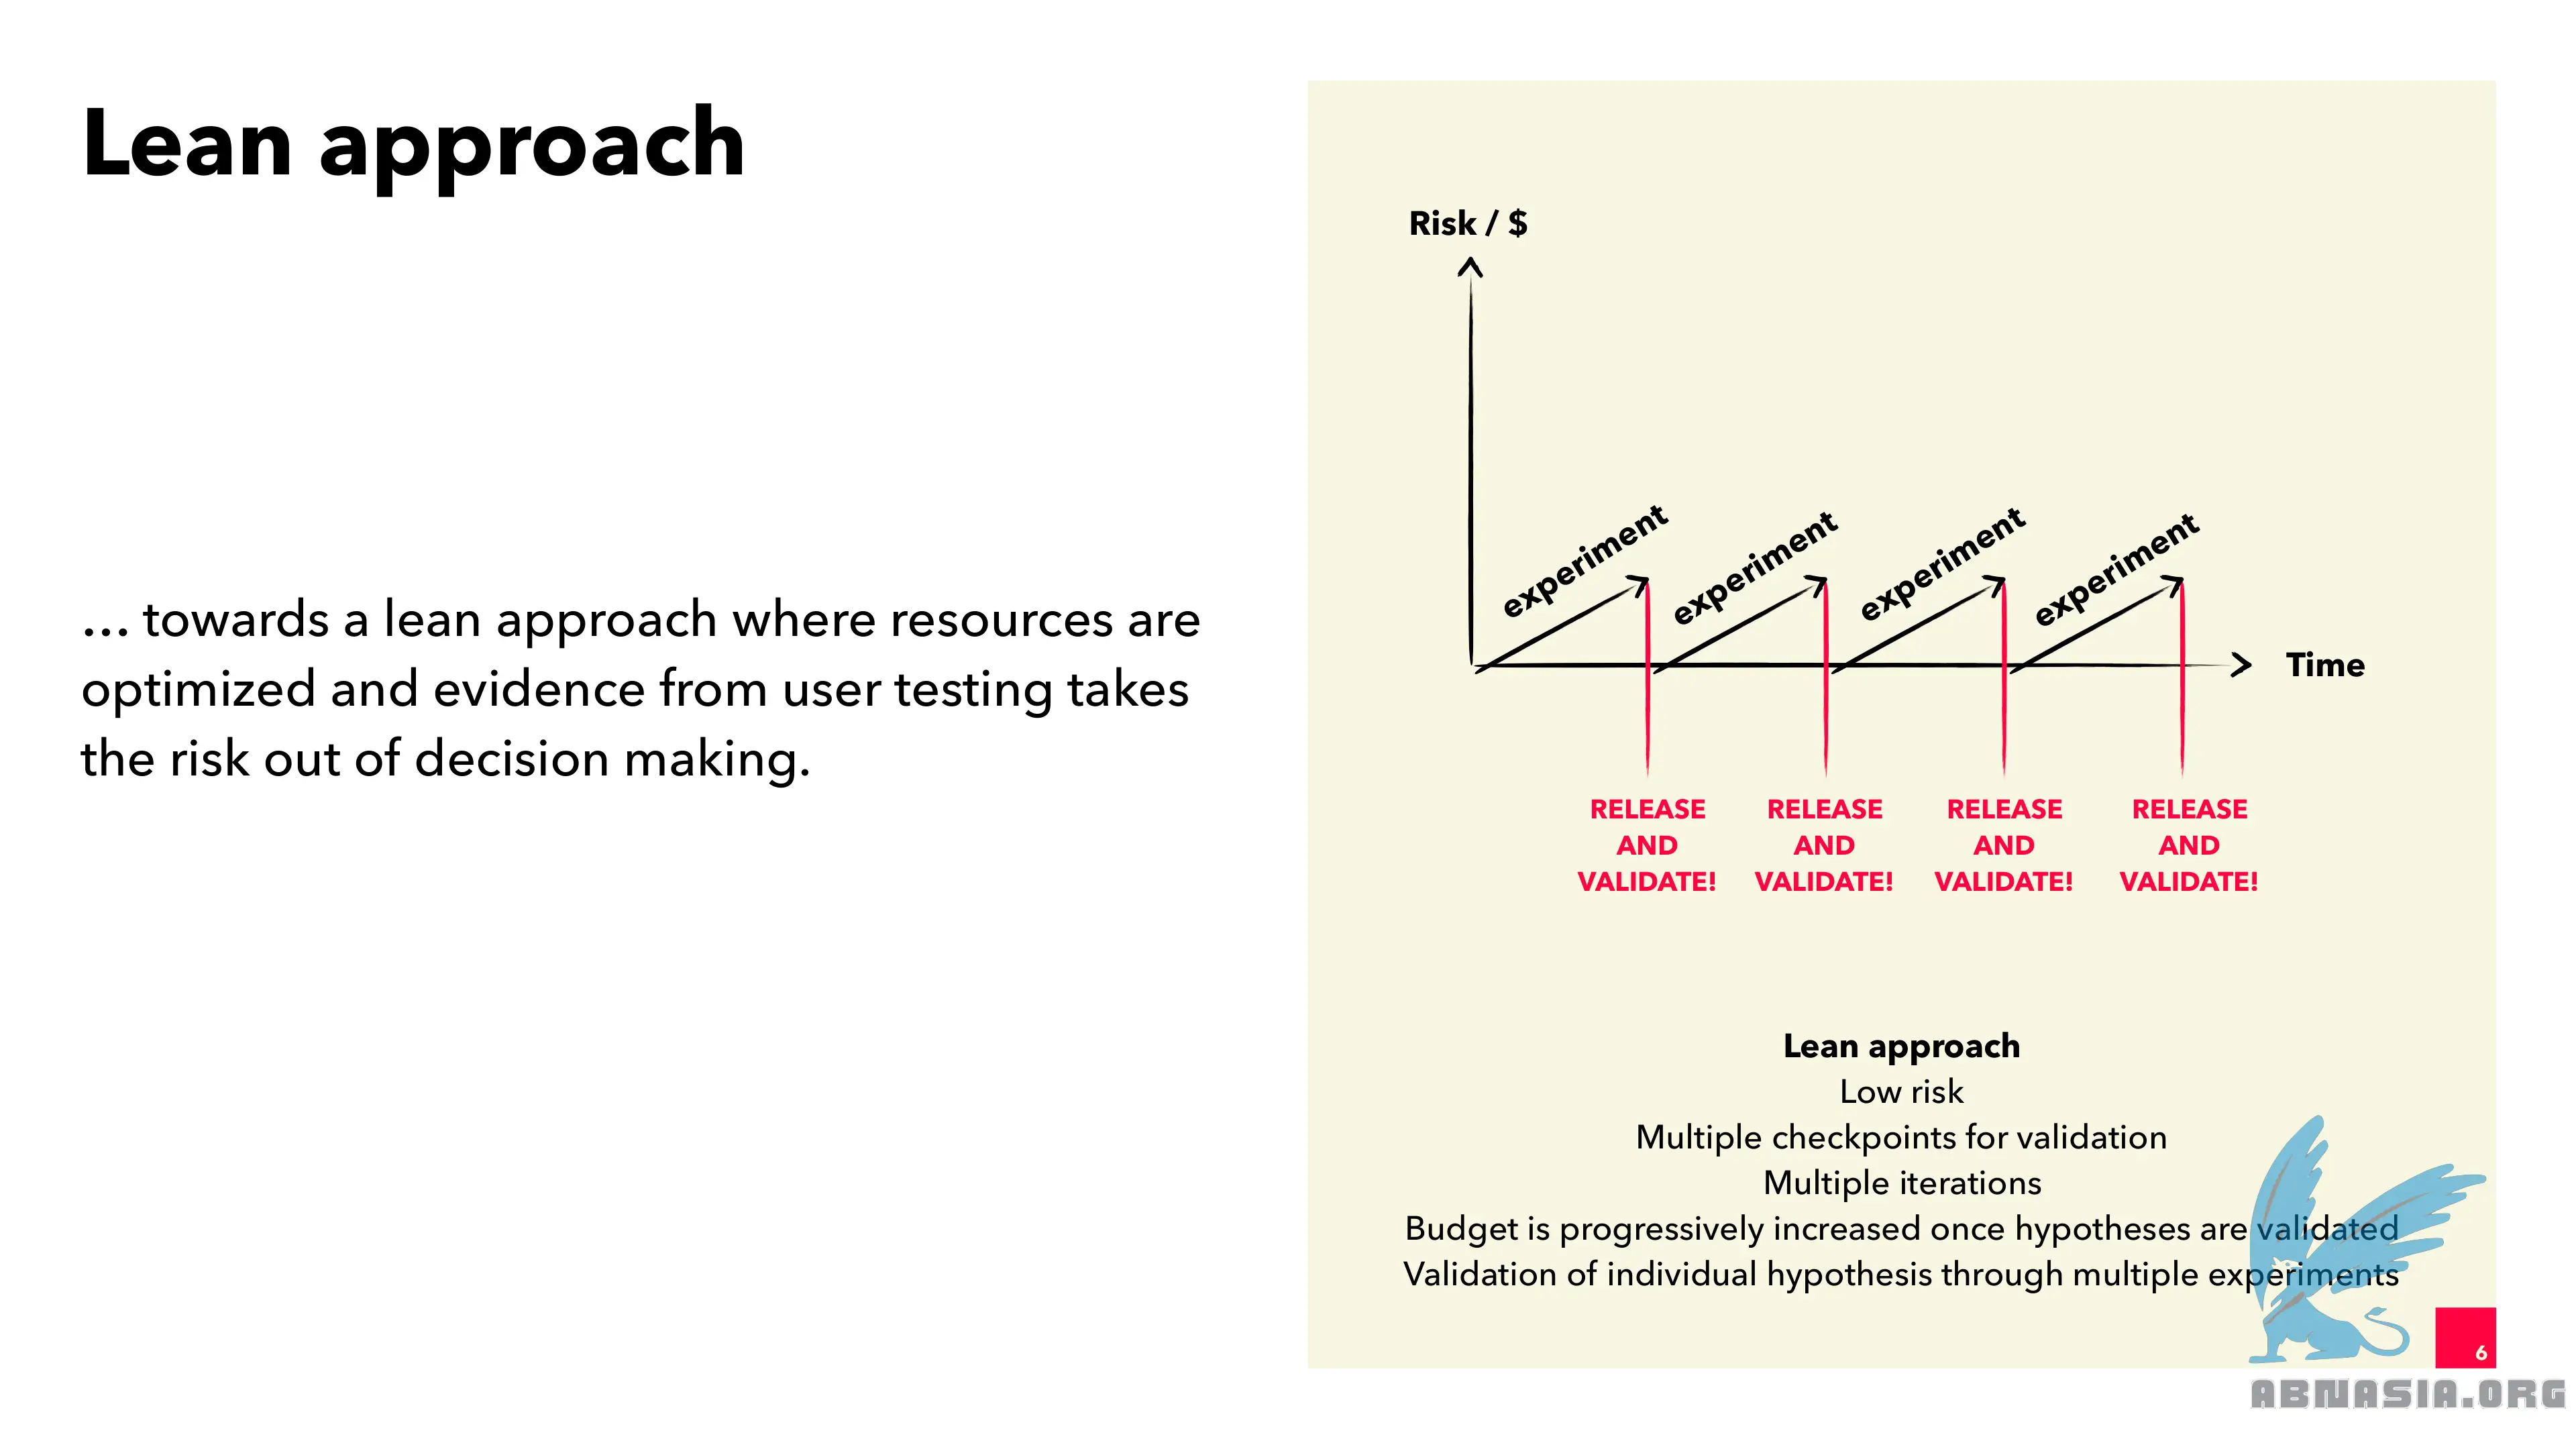 Lean approach
... towards a lean approach where resources are
optimized and evidence from user testing takes
the risk out of decision making.
Risk / $
experiment
experiment
experiment
experiment
Time
RELEASE
AND
VALIDATE!
RELEASE
AND
VALIDATE!
RELEASE
AND
VALIDATE!
RELEASE
AND
VALIDATE!
Lean approach
Low risk
Multiple checkpoints for validation
Multiple iterations
Budget is progressively increased once hypotheses are validated
Validation of individual hypothesis through multiple experiments
6
ABNASIA.ORG